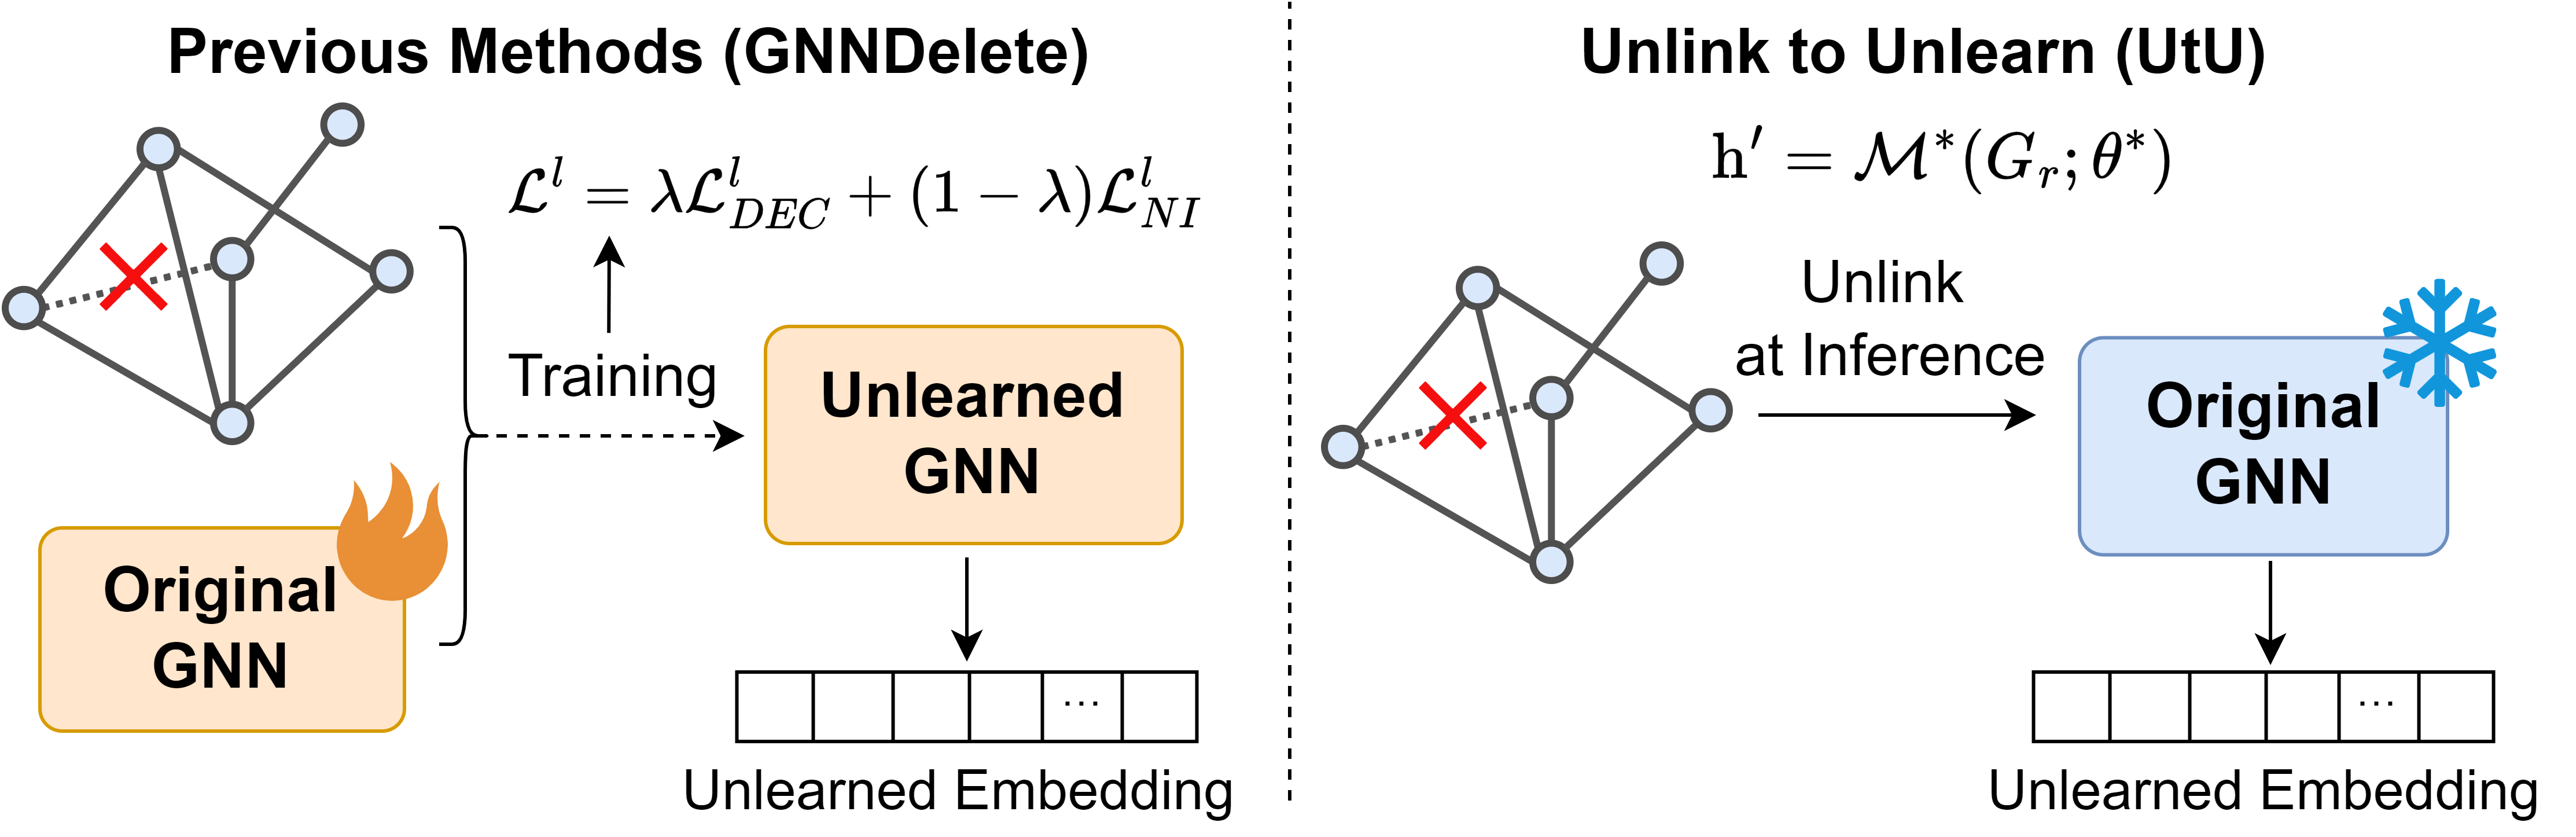 Previous Methods (GNNDelete)
$\mathcal{L}^l = \lambda\mathcal{L}^l_{DEC} + (1 - \lambda)\mathcal{L}^l_{NI}$
Training
Unlearned
GNN
Original
GNN
...
Unlearned Embedding
Unlink to Unlearn (UtU)
$\mathrm{h}' = \mathcal{M}^*(G_r; \theta^*)$
Unlink
at Inference
Original
GNN
...
Unlearned Embedding